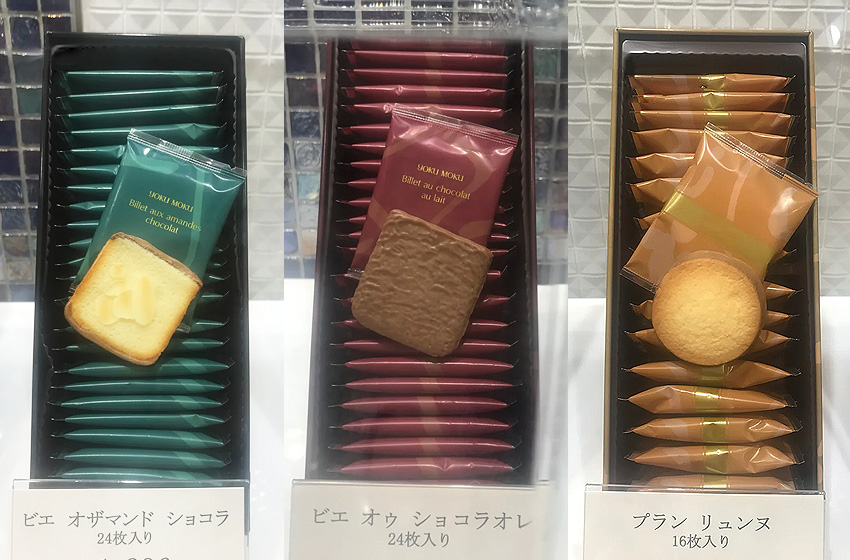 YOKU MOKU
Billet aux amandes
chocolat
ビエ オザマンド ショコラ
24枚入り
YOKU MOKU
Billet au chocolat
au lait
ビエ オゥ ショコラオレ
24枚入り
プラン リュンヌ
16枚入り